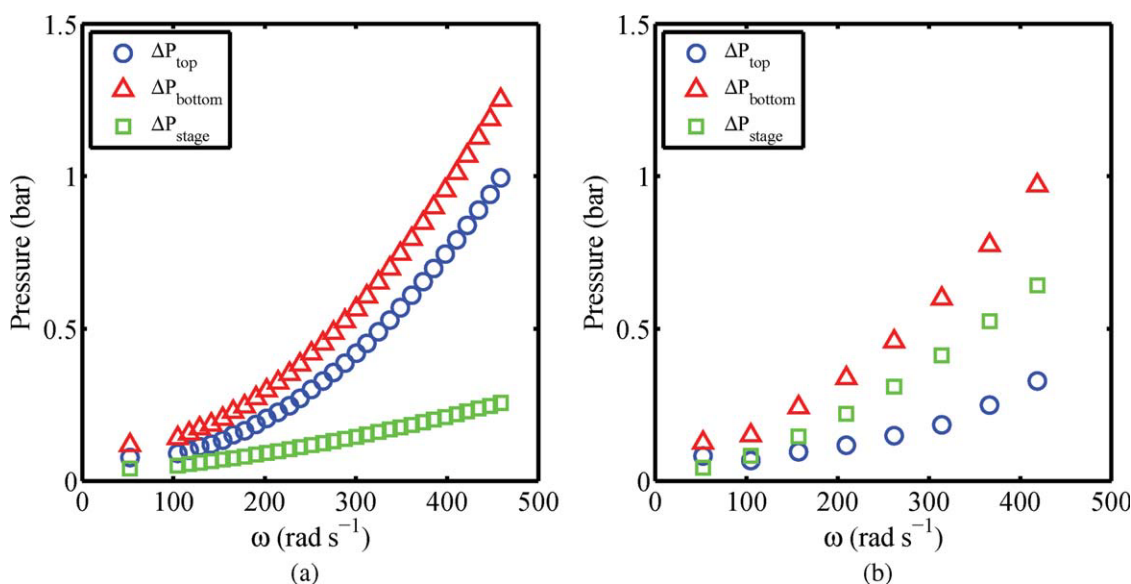 1.5
1
0.5
0
Pressure (bar)
ΔP_top
ΔP_bottom
ΔP_stage
0 100 200 300 400 500
ω (rad s⁻¹)
(a)
1.5
1
0.5
0
Pressure (bar)
ΔP_top
ΔP_bottom
ΔP_stage
0 100 200 300 400 500
ω (rad s⁻¹)
(b)